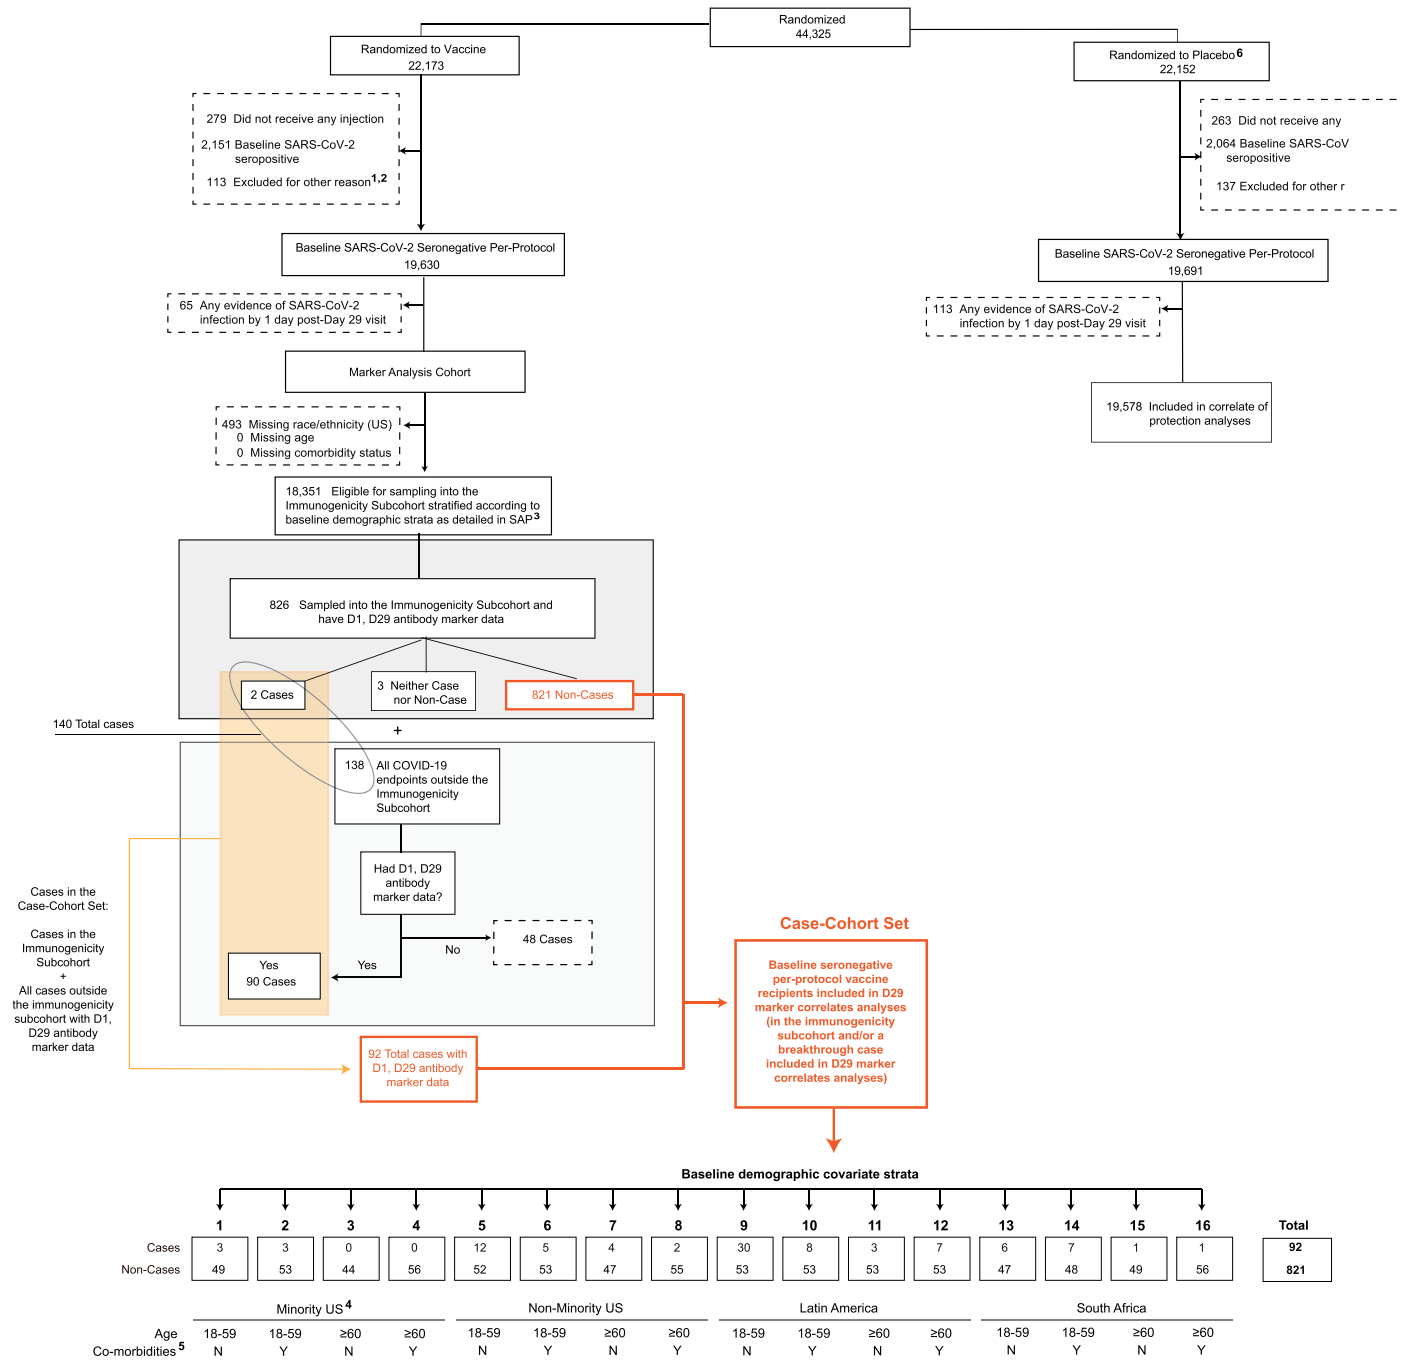 Randomized
44,325
Randomized to Vaccine
22,173
Randomized to Placebo6
22,152
279 Did not receive any injection
2,151 Baseline SARS-CoV-2
seropositive
113 Excluded for other reason1,2
263 Did not receive any
2,064 Baseline SARS-CoV
seropositive
137 Excluded for other r
Baseline SARS-CoV-2 Seronegative Per-Protocol
19,630
Baseline SARS-CoV-2 Seronegative Per-Protocol
19,691
65 Any evidence of SARS-CoV-2
infection by 1 day post-Day 29 visit
113 Any evidence of SARS-CoV-2
infection by 1 day post-Day 29 visit
Marker Analysis Cohort
19,578 Included in correlate of
protection analyses
493 Missing race/ethnicity (US)
0 Missing age
0 Missing comorbidity status
18,351 Eligible for sampling into the
Immunogenicity Subcohort stratified according to
baseline demographic strata as detailed in SAP3
826 Sampled into the Immunogenicity Subcohort and
have D1, D29 antibody marker data
2 Cases
3 Neither Case
nor Non-Case
821 Non-Cases
140 Total cases
+
138 All COVID-19
endpoints outside the
Immunogenicity
Subcohort
Had D1, D29
antibody
marker data?
No
48 Cases
Yes
Yes
90 Cases
Cases in the
Case-Cohort Set:
Cases in the
Immunogenicity
Subcohort
+
All cases outside
the immunogenicity
subcohort with D1,
D29 antibody
marker data
92 Total cases with
D1, D29 antibody
marker data
Case-Cohort Set
Baseline seronegative
per-protocol vaccine
recipients included in D29
marker correlates analyses
(in the immunogenicity
subcohort and/or a
breakthrough case
included in D29 marker
correlates analyses)
Baseline demographic covariate strata
1 2 3 4 5 6 7 8 9 10 11 12 13 14 15 16 Total
Cases 3 3 0 0 12 5 4 2 30 8 3 7 6 7 1 1 92
Non-Cases 49 53 44 56 52 53 47 55 53 53 53 53 47 48 49 56 821
Minority US4 Non-Minority US Latin America South Africa
Age 18-59 18-59 ≥60 ≥60 18-59 18-59 ≥60 ≥60 18-59 18-59 ≥60 ≥60 18-59 18-59 ≥60 ≥60
Co-morbidities5 N Y N Y N Y N Y N Y N Y N Y N Y